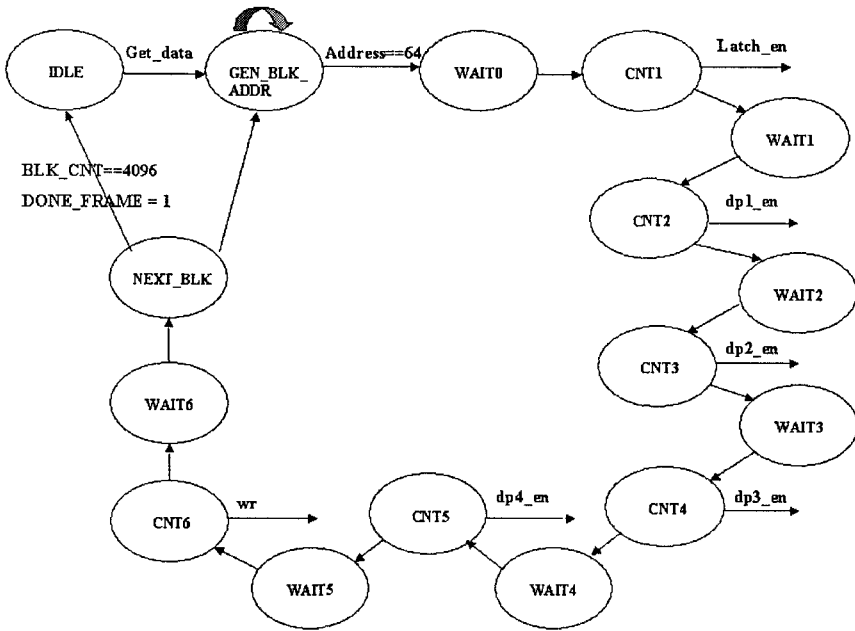 Get_data
Address==64
Latch_en
IDLE
GEN_BLK_
ADDR
WAIT0
CNT1
WAIT1
BLK_CNT==4096
DONE_FRAME = 1
dp1_en
CNT2
NEXT_BLK
WAIT2
dp2_en
CNT3
WAIT6
WAIT3
wr
dp4_en
dp3_en
CNT6
CNT5
CNT4
WAIT5
WAIT4